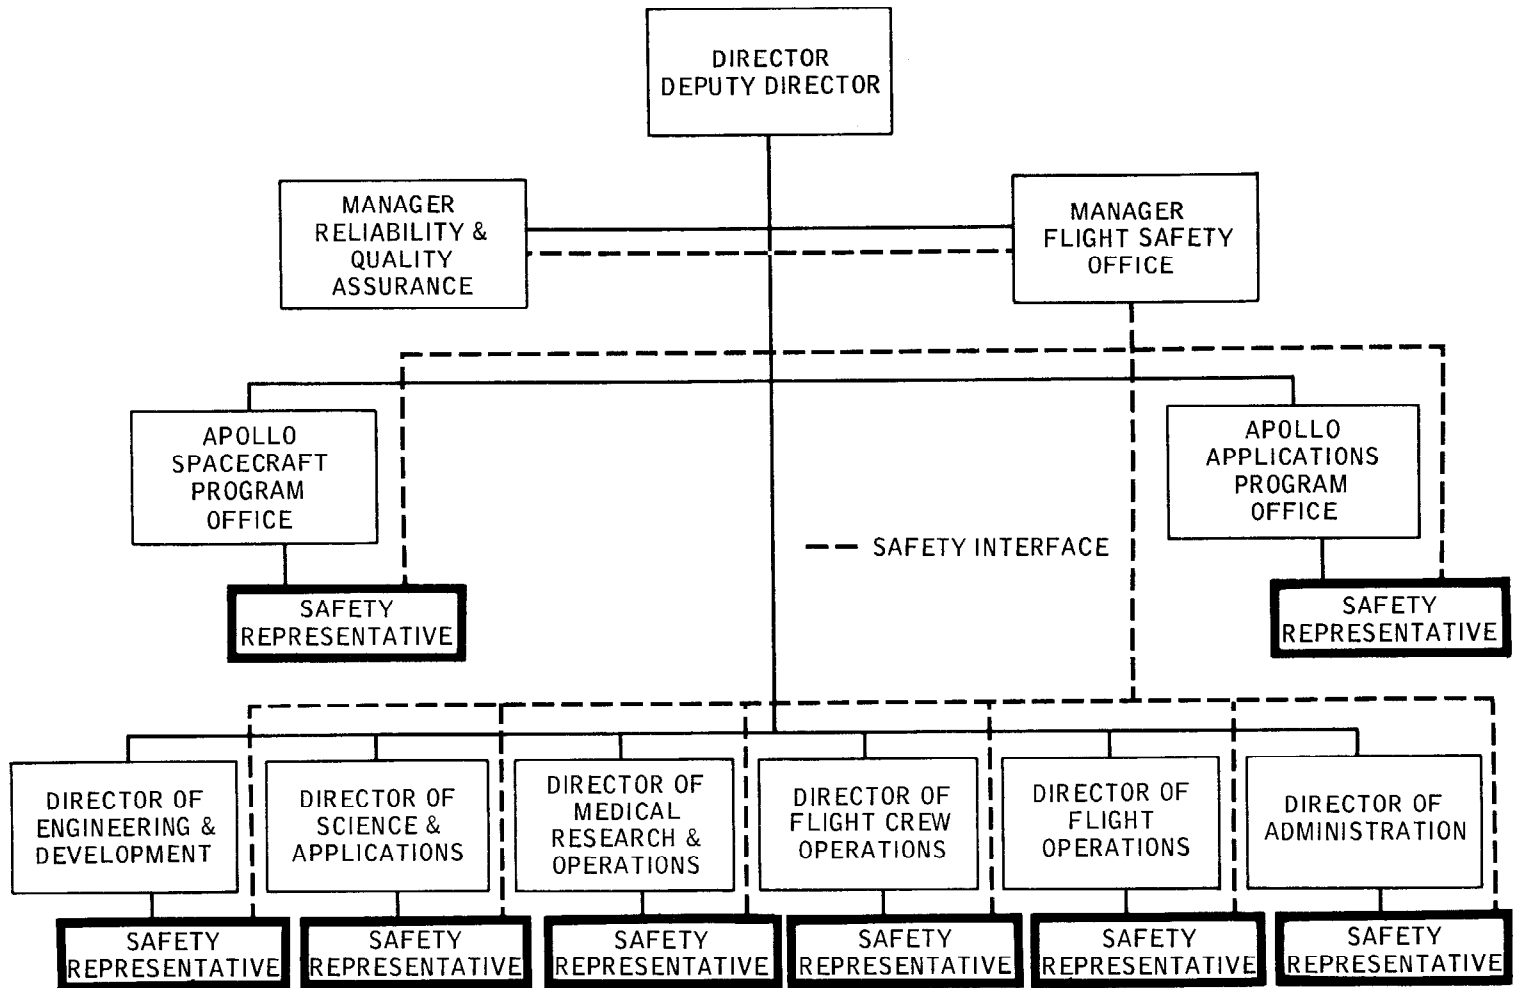 DIRECTOR
DEPUTY DIRECTOR
MANAGER
RELIABILITY &
QUALITY
ASSURANCE
MANAGER
FLIGHT SAFETY
OFFICE
APOLLO
SPACECRAFT
PROGRAM
OFFICE
APOLLO
APPLICATIONS
PROGRAM
OFFICE
SAFETY INTERFACE
SAFETY
REPRESENTATIVE
SAFETY
REPRESENTATIVE
DIRECTOR OF
ENGINEERING &
DEVELOPMENT
DIRECTOR OF
SCIENCE &
APPLICATIONS
DIRECTOR OF
MEDICAL
RESEARCH &
OPERATIONS
DIRECTOR OF
FLIGHT CREW
OPERATIONS
DIRECTOR OF
FLIGHT
OPERATIONS
DIRECTOR OF
ADMINISTRATION
SAFETY
REPRESENTATIVE
SAFETY
REPRESENTATIVE
SAFETY
REPRESENTATIVE
SAFETY
REPRESENTATIVE
SAFETY
REPRESENTATIVE
SAFETY
REPRESENTATIVE